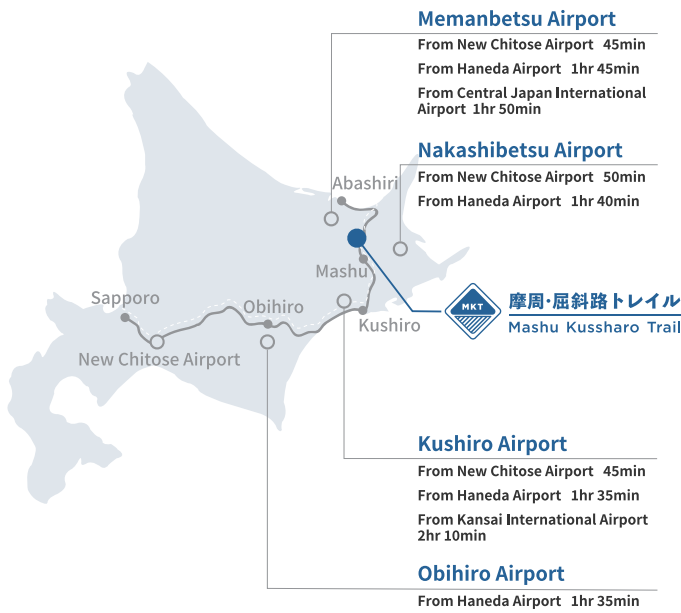 Memanbetsu Airport
From New Chitose Airport 45min
From Haneda Airport 1hr 45min
From Central Japan International
Airport 1hr 50min
Nakashibetsu Airport
From New Chitose Airport 50min
From Haneda Airport 1hr 40min
Abashiri
Mashu
Sapporo
Obihiro
Kushiro
New Chitose Airport
MKT
摩周・屈斜路トレイル
Mashu Kussharo Trail
Kushiro Airport
From New Chitose Airport 45min
From Haneda Airport 1hr 35min
From Kansai International Airport
2hr 10min
Obihiro Airport
From Haneda Airport 1hr 35min